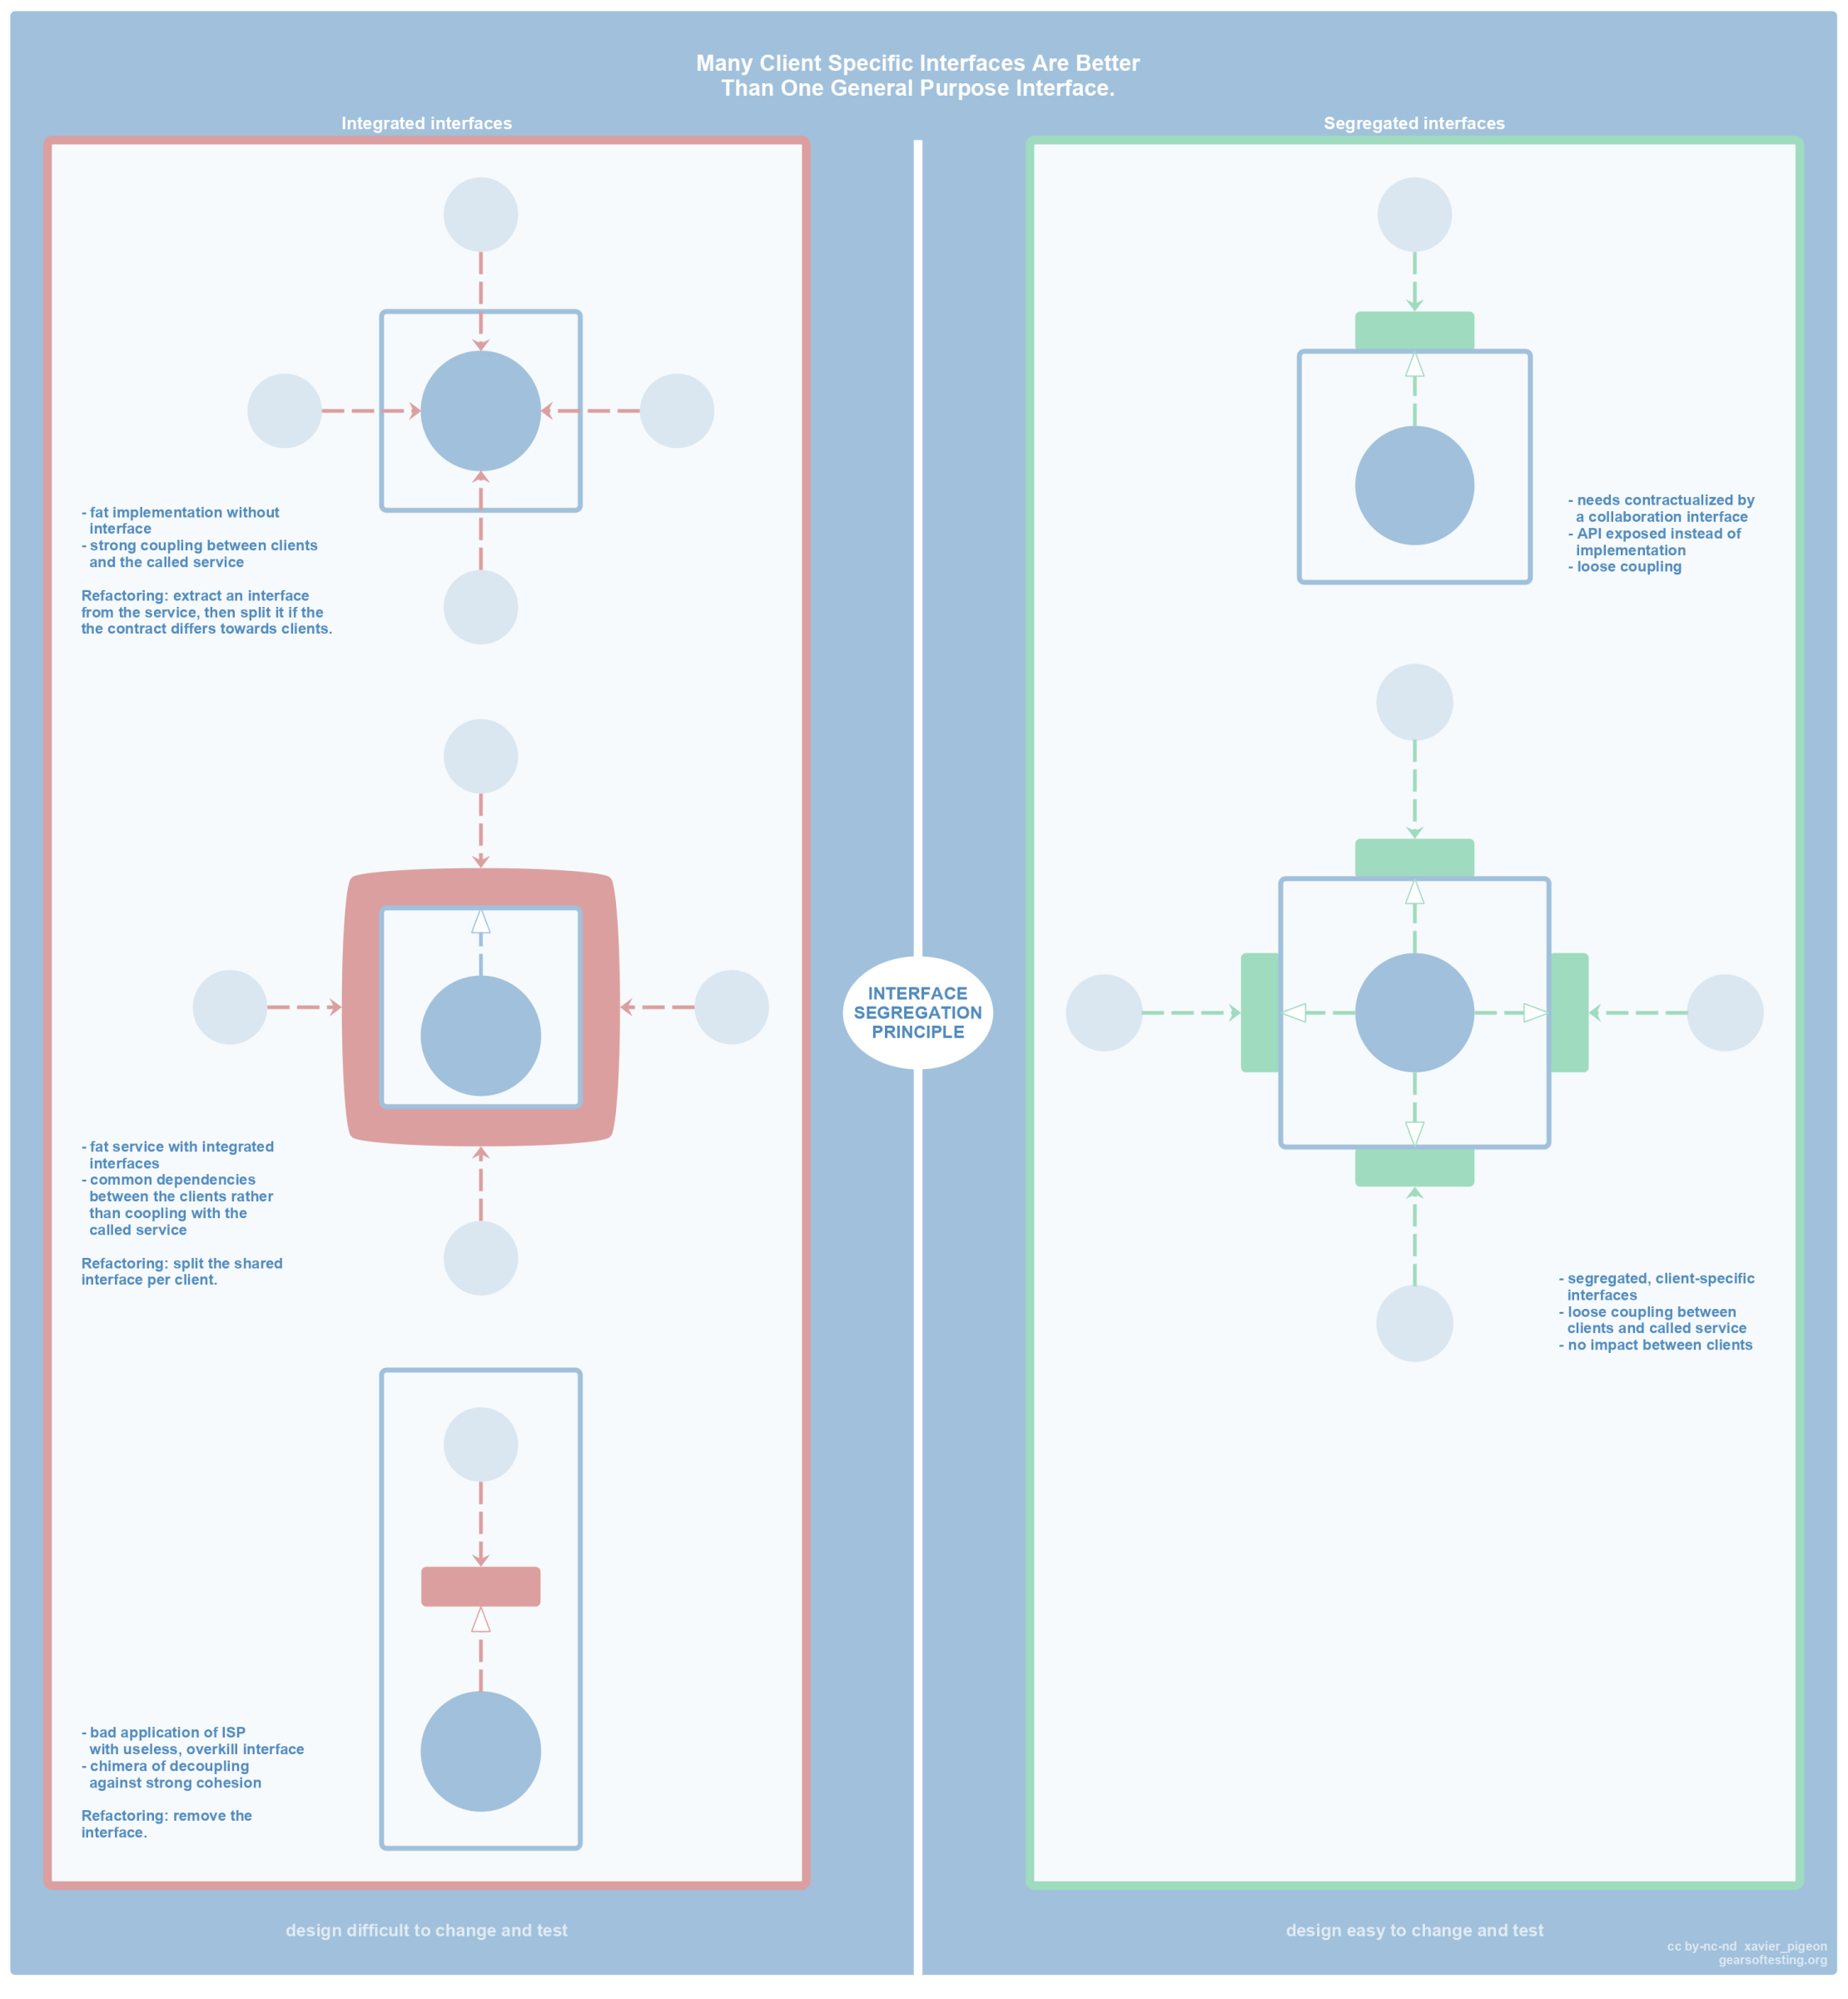 Many Client Specific Interfaces Are Better
Than One General Purpose Interface.
Integrated interfaces
- fat implementation without
interface
- strong coupling between clients
and the called service
Refactoring: extract an interface
from the service, then split it if the
the contract differs towards clients.
- fat service with integrated
interfaces
- common dependencies
between the clients rather
than coopling with the
called service
Refactoring: split the shared
interface per client.
- bad application of ISP
with useless, overkill interface
- chimera of decoupling
against strong cohesion
Refactoring: remove the
interface.
design difficult to change and test
INTERFACE
SEGREGATION
PRINCIPLE
Segregated interfaces
- needs contractualized by
a collaboration interface
- API exposed instead of
implementation
- loose coupling
- segregated, client-specific
interfaces
- loose coupling between
clients and called service
- no impact between clients
design easy to change and test
cc by-nc-nd xavier_pigeon
gearsoftesting.org